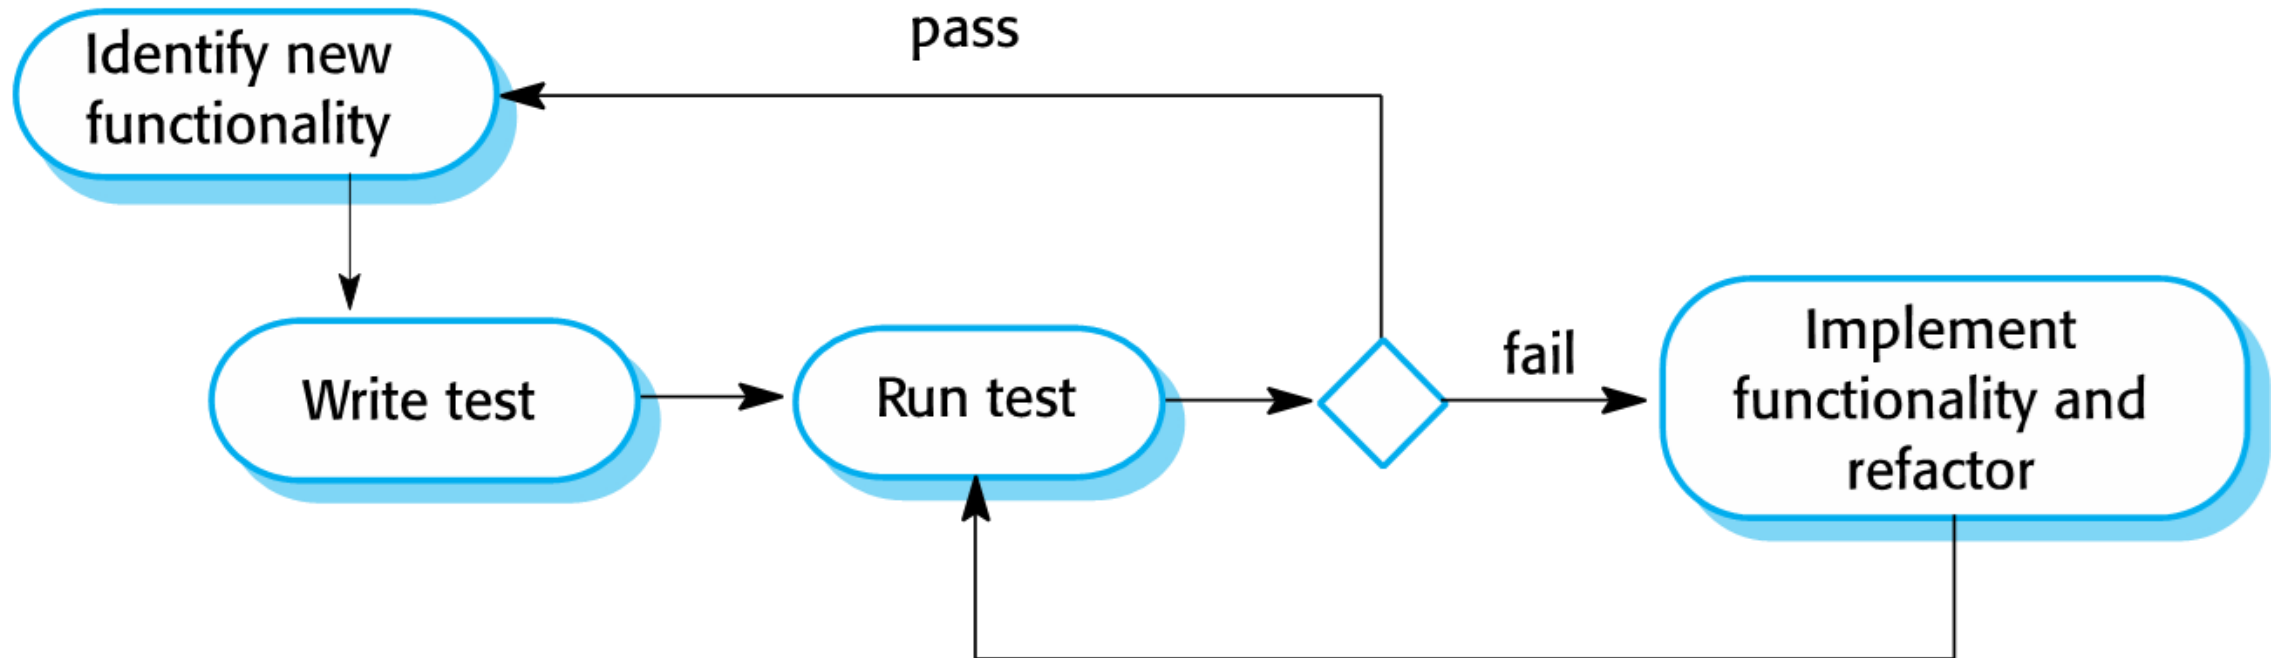 Identify new
functionality
pass
Write test
Run test
fail
Implement
functionality and
refactor